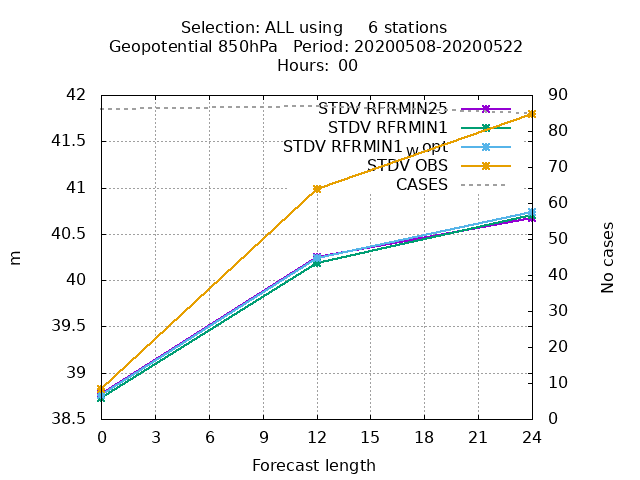 Selection: ALL using     6 stations
Geopotential 850hPa   Period: 20200508-20200522
Hours: 00
42
41.5
41
40.5
40
39.5
39
38.5
90
80
70
60
50
40
30
20
10
0
0 3 6 9 12 15 18 21 24
m
No cases
Forecast length
STDV RFRMIN25
STDV RFRMIN1
STDV RFRMIN1 w opt
STDV OBS
CASES